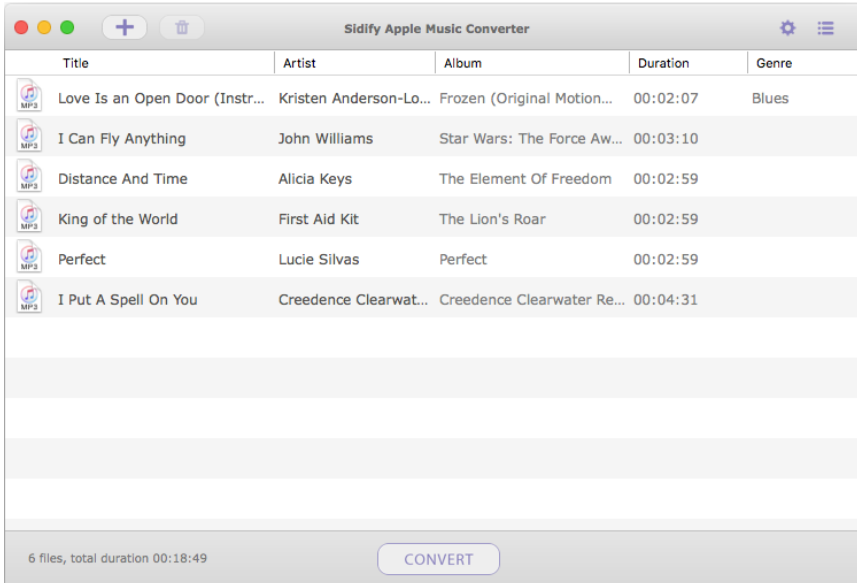 Sidify Apple Music Converter
Title Artist Album Duration Genre
MP3 Love Is an Open Door (Instr... Kristen Anderson-Lo... Frozen (Original Motion... 00:02:07 Blues
MP3 I Can Fly Anything John Williams Star Wars: The Force Aw... 00:03:10
MP3 Distance And Time Alicia Keys The Element Of Freedom 00:02:59
MP3 King of the World First Aid Kit The Lion's Roar 00:02:59
MP3 Perfect Lucie Silvas Perfect 00:02:59
MP3 I Put A Spell On You Creedence Clearwat... Creedence Clearwater Re... 00:04:31
6 files, total duration 00:18:49 CONVERT